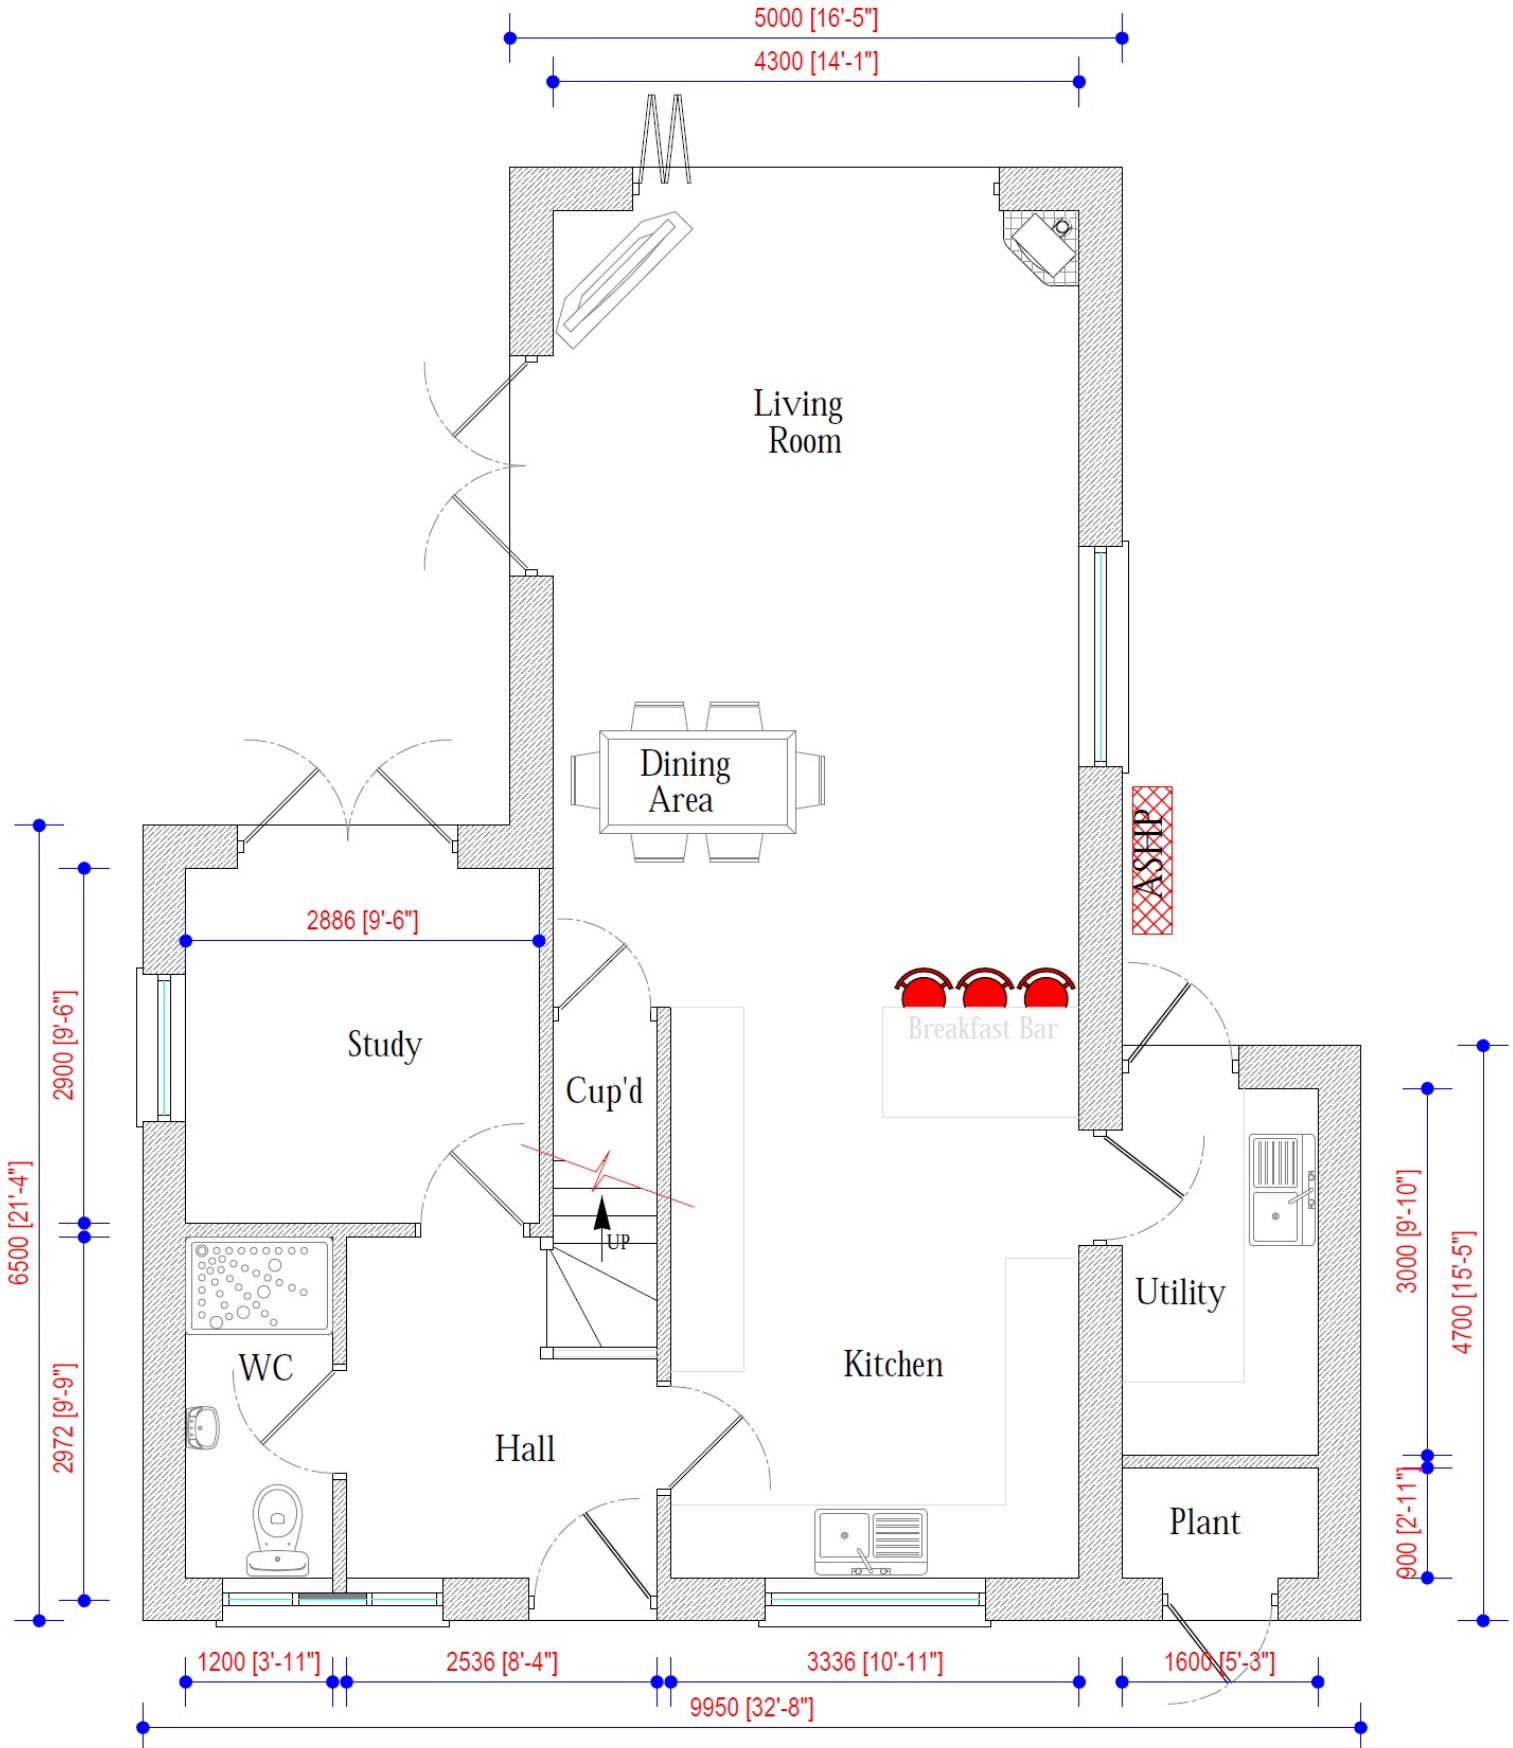 5000 [16'-5"]
4300 [14'-1"]
Living
Room
Dining
Area
ASHP
2886 [9'-6"]
Study
2900 [9'-6"]
6500 [21'-4"]
2972 [9'-9"]
Breakfast Bar
Cup'd
UP
WC
Hall
Kitchen
Utility
Plant
3000 [9'-10"]
4700 [15'-5"]
900 [2'-11"]
1200 [3'-11"]
2536 [8'-4"]
3336 [10'-11"]
1600 [5'-3"]
9950 [32'-8"]